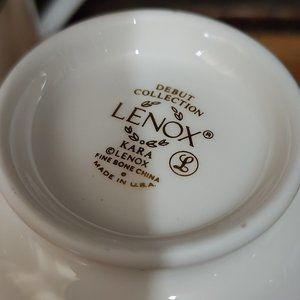 DEBUT
COLLECTION
LENOX®
KARA
©LENOX
FINE BONE CHINA
MADE IN U.S.A.
L